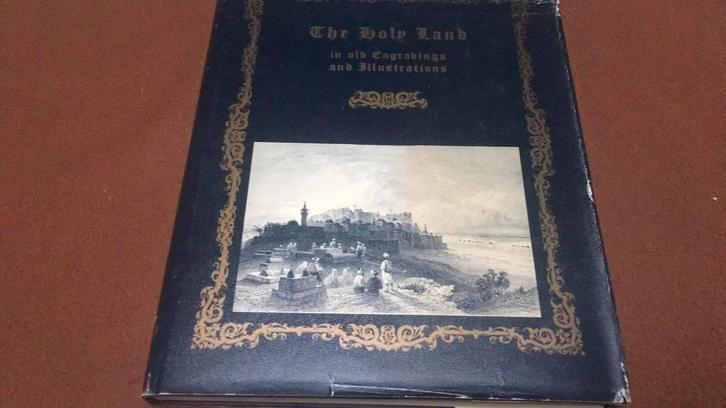 The Holy Land
in old Engravings
and Illustrations